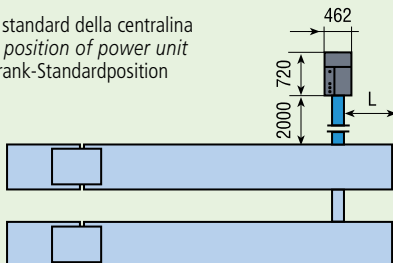 standard della centralina
position of power unit
rank-Standardposition
462
720
2000
L